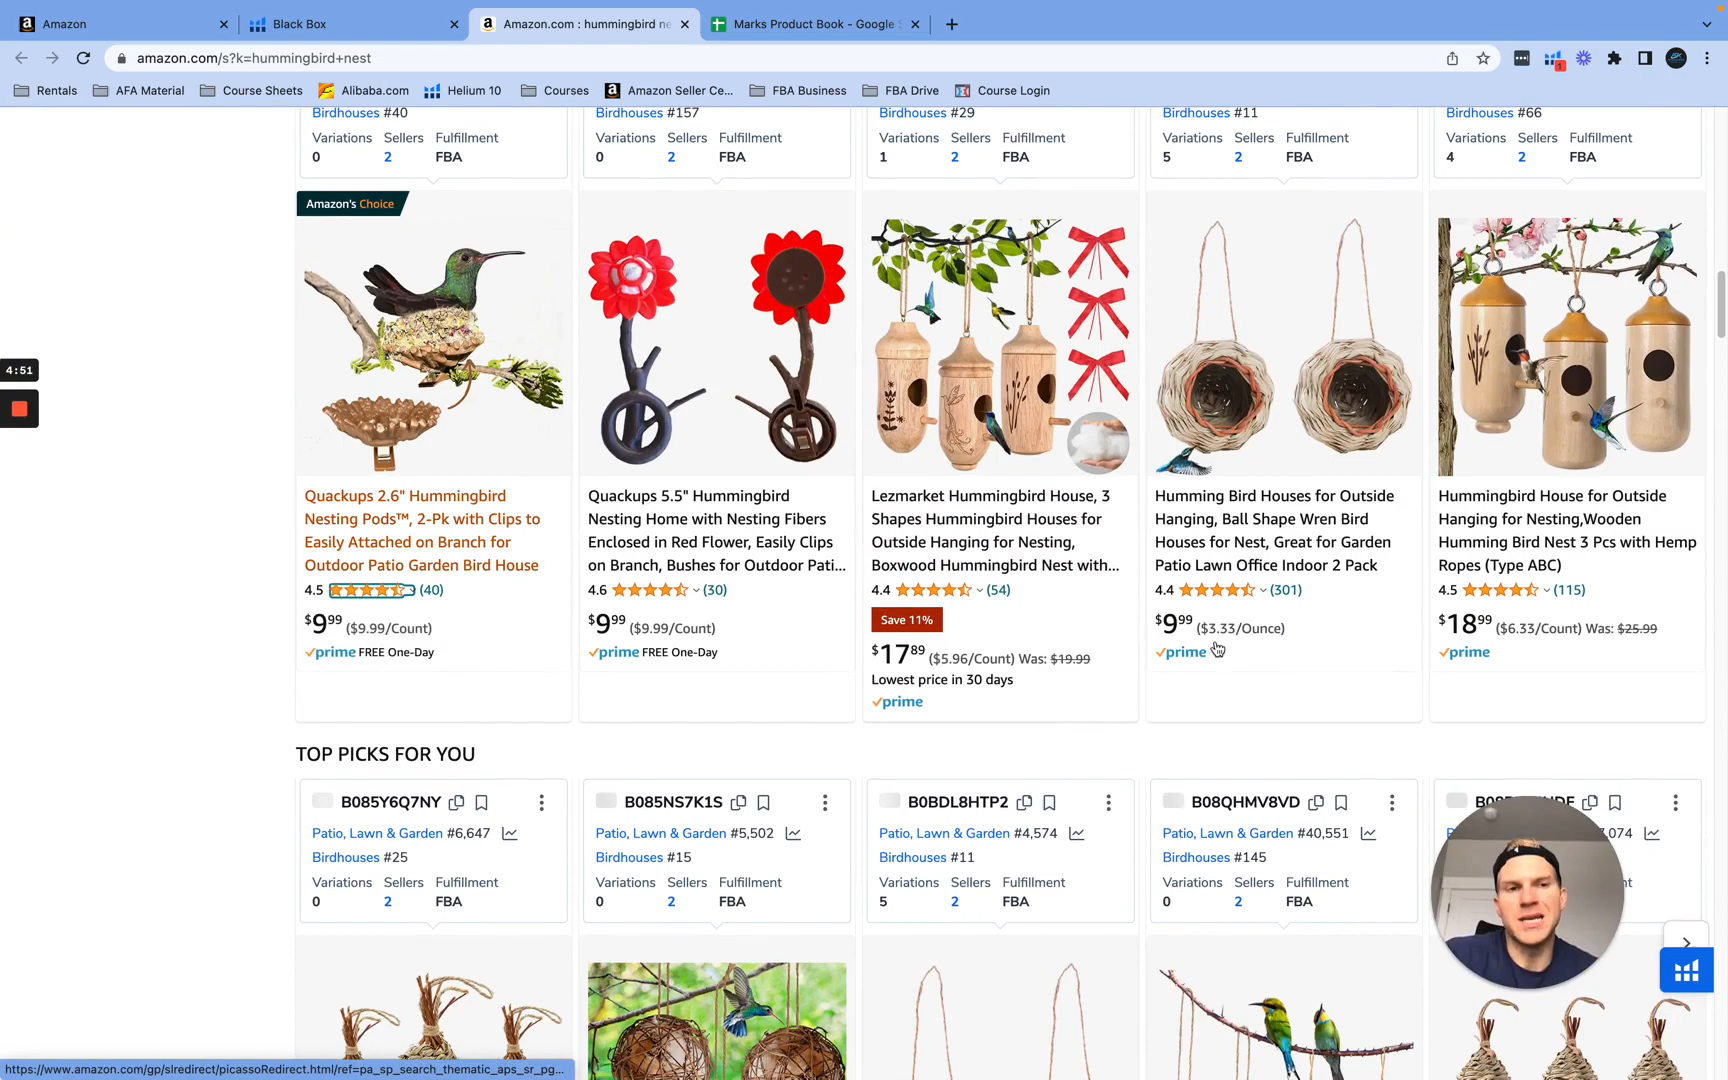 Amazon
Black Box
Amazon.com : hummingbird ne
Marks Product Book - Google S
amazon.com/s?k=hummingbird+nest
1
Rentals
AFA Material
Course Sheets
Alibaba.com
Helium 10
Courses
Amazon Seller Ce...
FBA Business
FBA Drive
Course Login
Birdhouses #40
Birdhouses #157
Birdhouses #29
Birdhouses #11
Birdhouses #66
Variations Sellers Fulfillment
Variations Sellers Fulfillment
Variations Sellers Fulfillment
Variations Sellers Fulfillment
Variations Sellers Fulfillment
0 2 FBA
0 2 FBA
1 2 FBA
5 2 FBA
4 2 FBA
Amazon's Choice
4:51
Quackups 2.6" Hummingbird
Nesting Pods™, 2-Pk with Clips to
Easily Attached on Branch for
Outdoor Patio Garden Bird House
4.5 (40)
$9.99 ($9.99/Count)
prime FREE One-Day
Quackups 5.5" Hummingbird
Nesting Home with Nesting Fibers
Enclosed in Red Flower, Easily Clips
on Branch, Bushes for Outdoor Pati...
4.6 (30)
$9.99 ($9.99/Count)
prime FREE One-Day
Lezmarket Hummingbird House, 3
Shapes Hummingbird Houses for
Outside Hanging for Nesting,
Boxwood Hummingbird Nest with...
4.4 (54)
Save 11%
$17.89 ($5.96/Count) Was: $19.99
Lowest price in 30 days
prime
Humming Bird Houses for Outside
Hanging, Ball Shape Wren Bird
Houses for Nest, Great for Garden
Patio Lawn Office Indoor 2 Pack
4.4 (301)
$9.99 ($3.33/Ounce)
prime
Hummingbird House for Outside
Hanging for Nesting,Wooden
Humming Bird Nest 3 Pcs with Hemp
Ropes (Type ABC)
4.5 (115)
$18.99 ($6.33/Count) Was: $25.99
prime
TOP PICKS FOR YOU
B085Y6Q7NY
Patio, Lawn & Garden #6,647
Birdhouses #25
Variations Sellers Fulfillment
0 2 FBA
B085NS7K1S
Patio, Lawn & Garden #5,502
Birdhouses #15
Variations Sellers Fulfillment
0 2 FBA
B0BDL8HTP2
Patio, Lawn & Garden #4,574
Birdhouses #11
Variations Sellers Fulfillment
5 2 FBA
B08QHMV8VD
Patio, Lawn & Garden #40,551
Birdhouses #145
Variations Sellers Fulfillment
0 2 FBA
https://www.amazon.com/gp/slredirect/picassoRedirect.html/ref=pa_sp_search_thematic_aps_sr_pg...